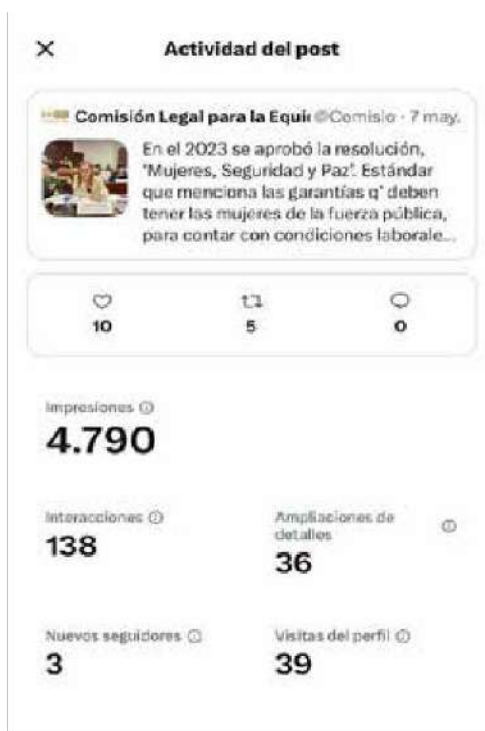 Actividad del post
Comisión Legal para la Equi @Comisio · 7 may.
En el 2023 se aprobó la resolución,
"Mujeres, Seguridad y Paz". Estándar
que menciona las garantías q' deben
tener las mujeres de la fuerza pública,
para contar con condiciones laborale...
10 5 0
Impresiones
4.790
Interacciones
138
Ampliaciones de
detalles
36
Nuevos seguidores
3
Visitas del perfil
39